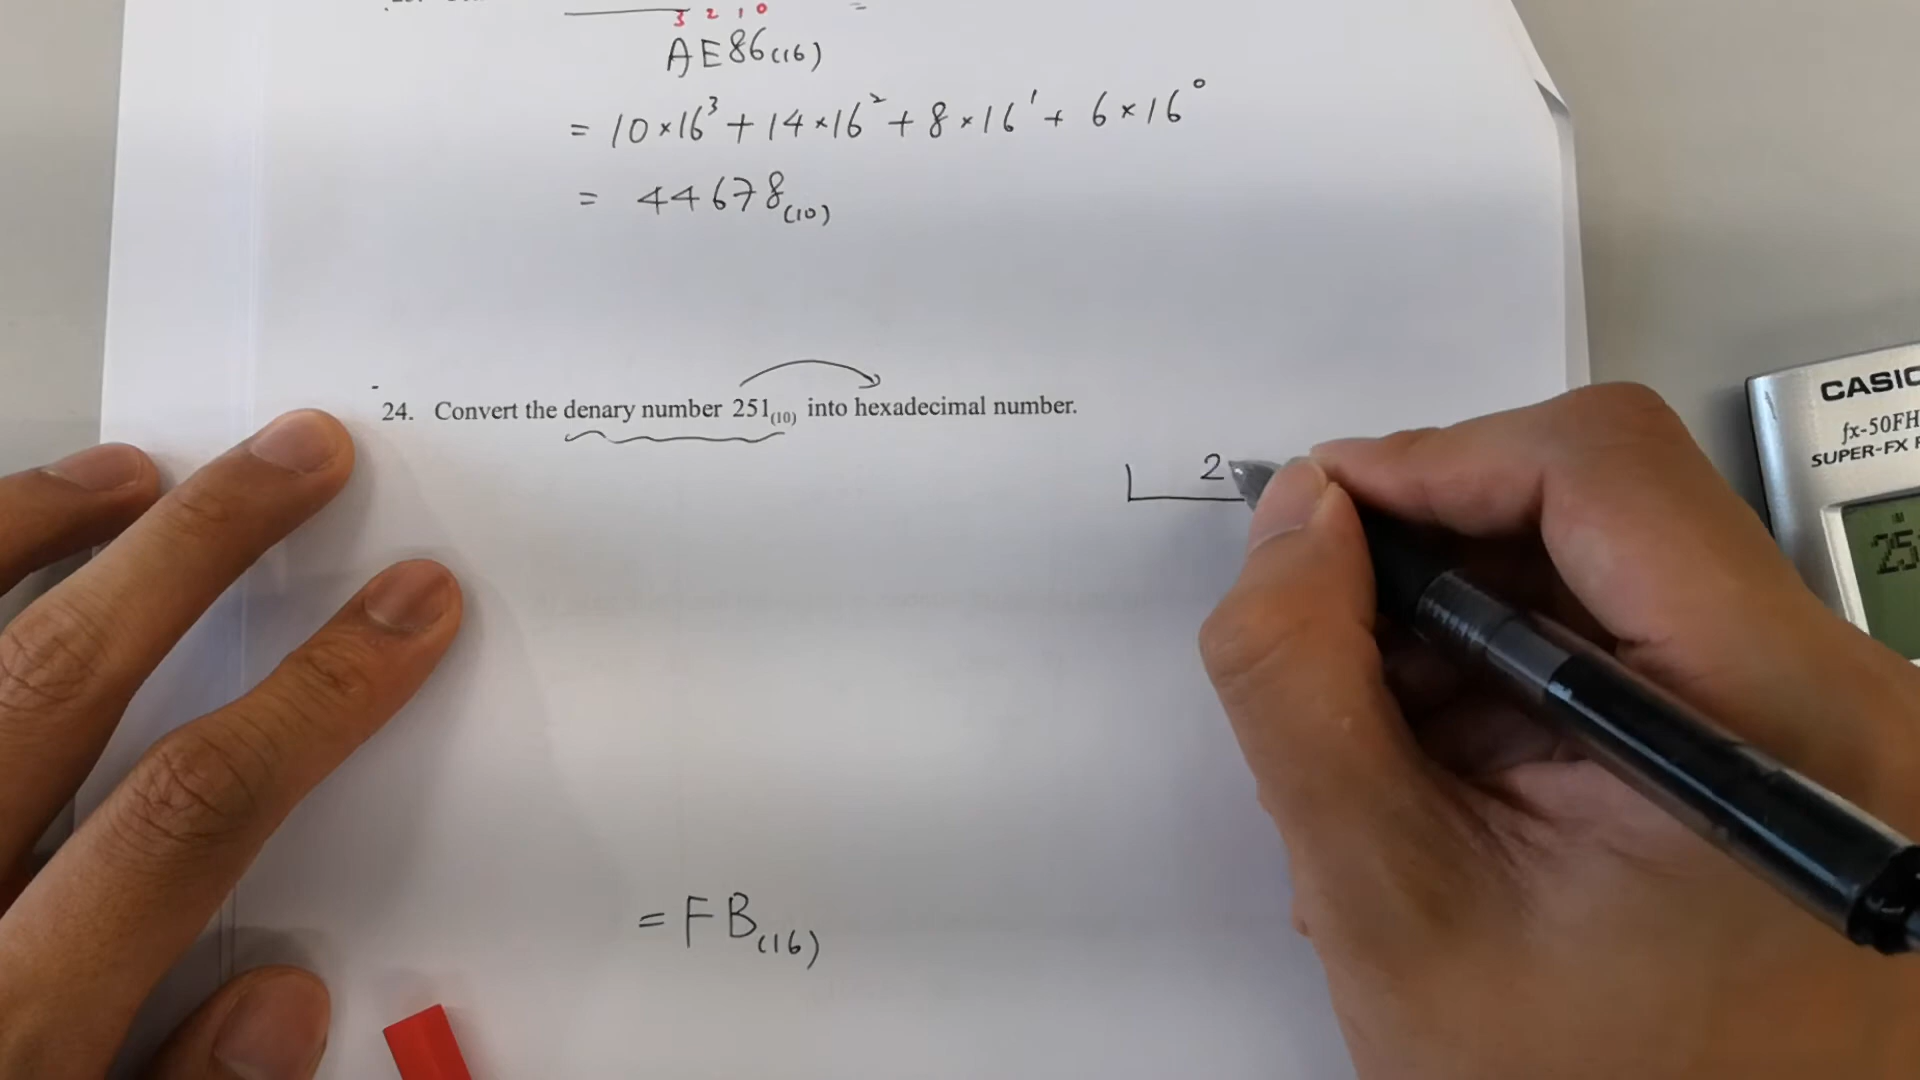 3 2 1 0
AE86(16)
= 10×16³ + 14×16² + 8×16¹ + 6×16⁰
= 44678(10)
24. Convert the denary number 251(10) into hexadecimal number.
2
= FB(16)
CASIO
fx-50FH
SUPER-FX
25